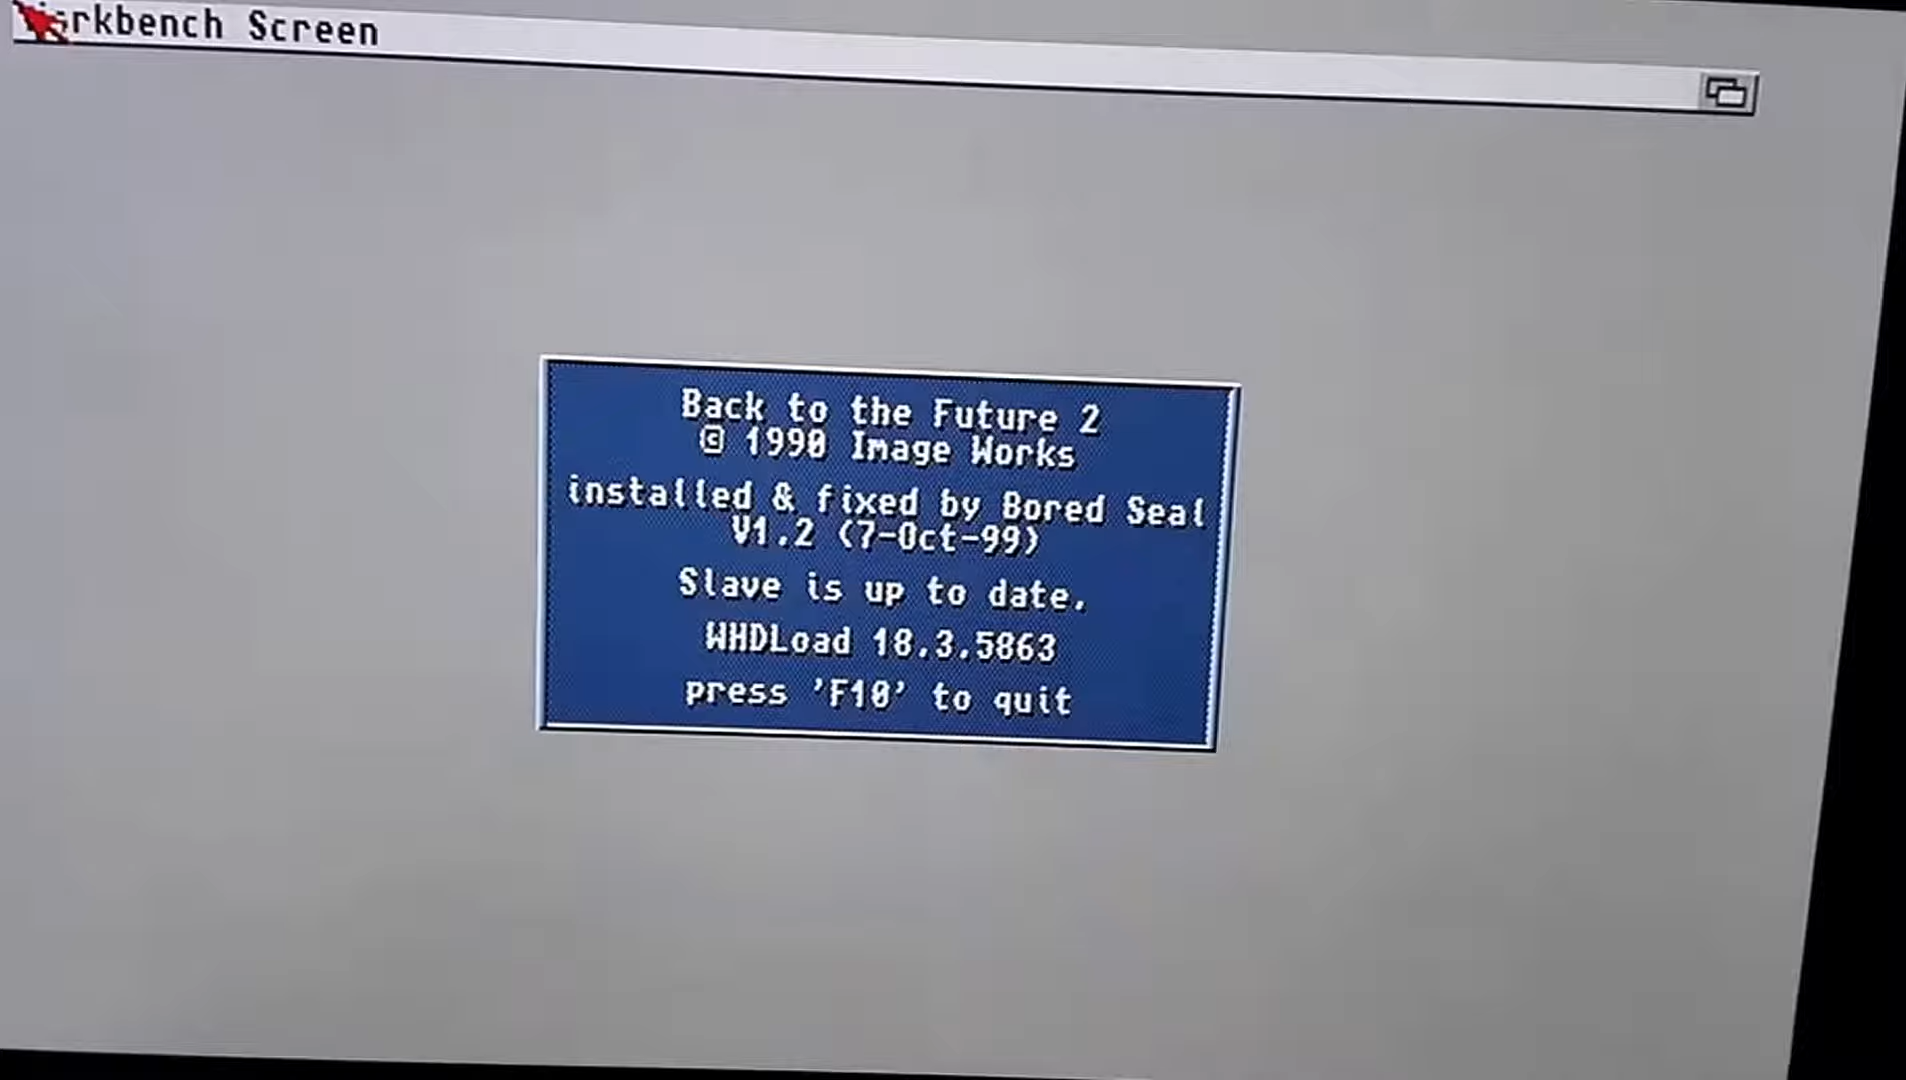 Workbench Screen
Back to the Future 2
© 1990 Image Works
installed & fixed by Bored Seal
V1.2 (7-Oct-99)
Slave is up to date.
WHDLoad 18.3.5863
press 'F10' to quit